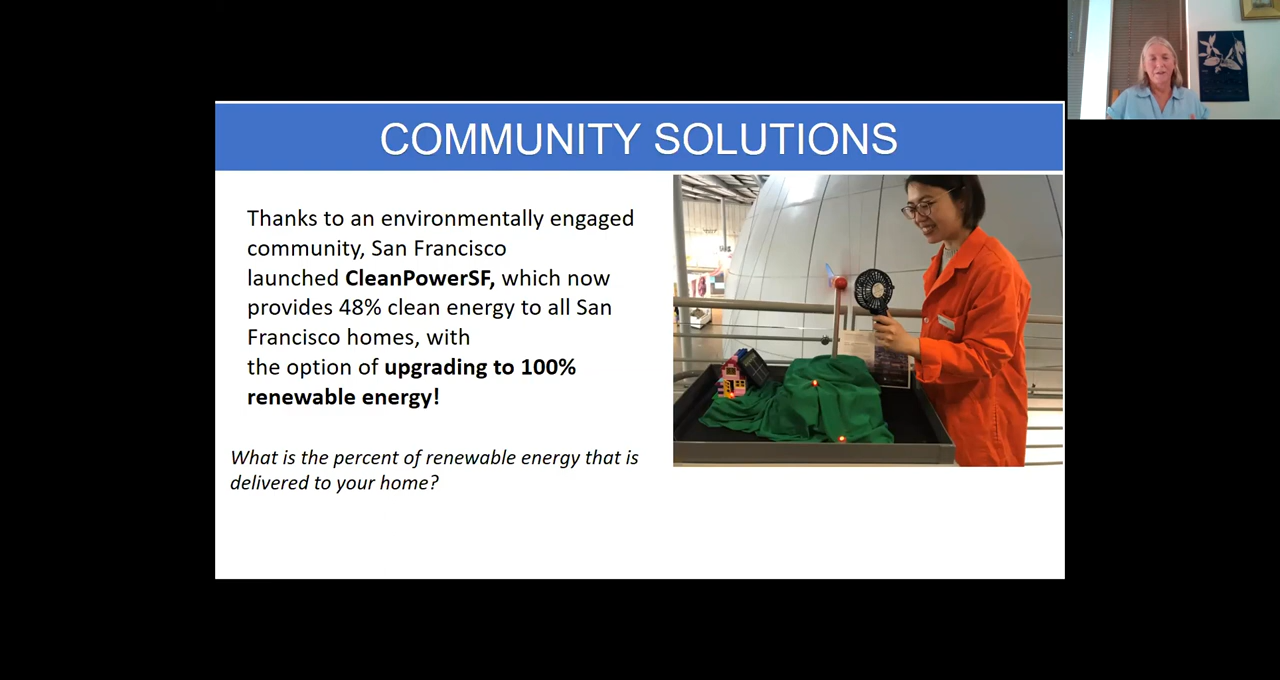 COMMUNITY SOLUTIONS
Thanks to an environmentally engaged
community, San Francisco
launched CleanPowerSF, which now
provides 48% clean energy to all San
Francisco homes, with
the option of upgrading to 100%
renewable energy!
What is the percent of renewable energy that is
delivered to your home?